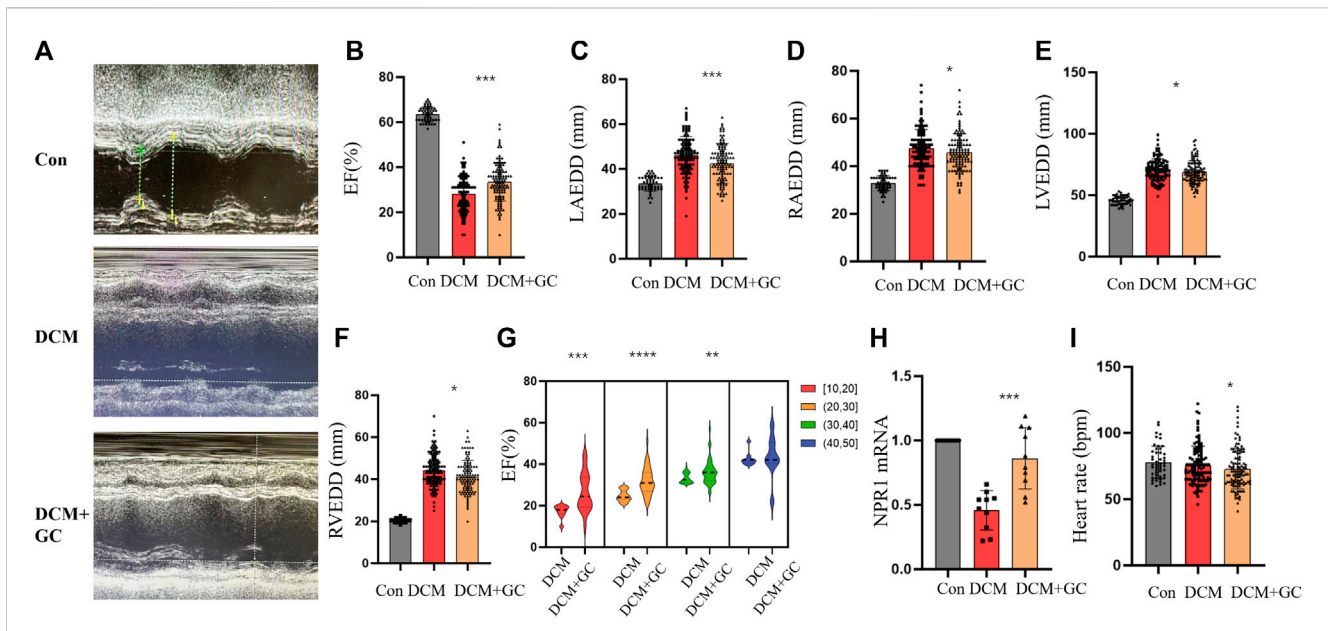 A
Con
DCM
DCM+
GC
B
***
EF(%)
80
60
40
20
0
Con DCM DCM+GC
C
***
LAEDD (mm)
80
60
40
20
0
Con DCM DCM+GC
D
*
RAEDD (mm)
80
60
40
20
0
Con DCM DCM+GC
E
*
LVEDD (mm)
150
100
50
0
Con DCM DCM+GC
F
*
RVEDD (mm)
80
60
40
20
0
Con DCM DCM+GC
G
*** **** **
EF(%)
80
60
40
20
0
DCM
DCM+GC
DCM
DCM+GC
DCM
DCM+GC
DCM
DCM+GC
[10,20]
(20,30]
(30,40]
(40,50]
H
***
NPR1 mRNA
1.5
1.0
0.5
0.0
Con DCM DCM+GC
I
*
Heart rate (bpm)
150
100
75
50
25
0
Con DCM DCM+GC